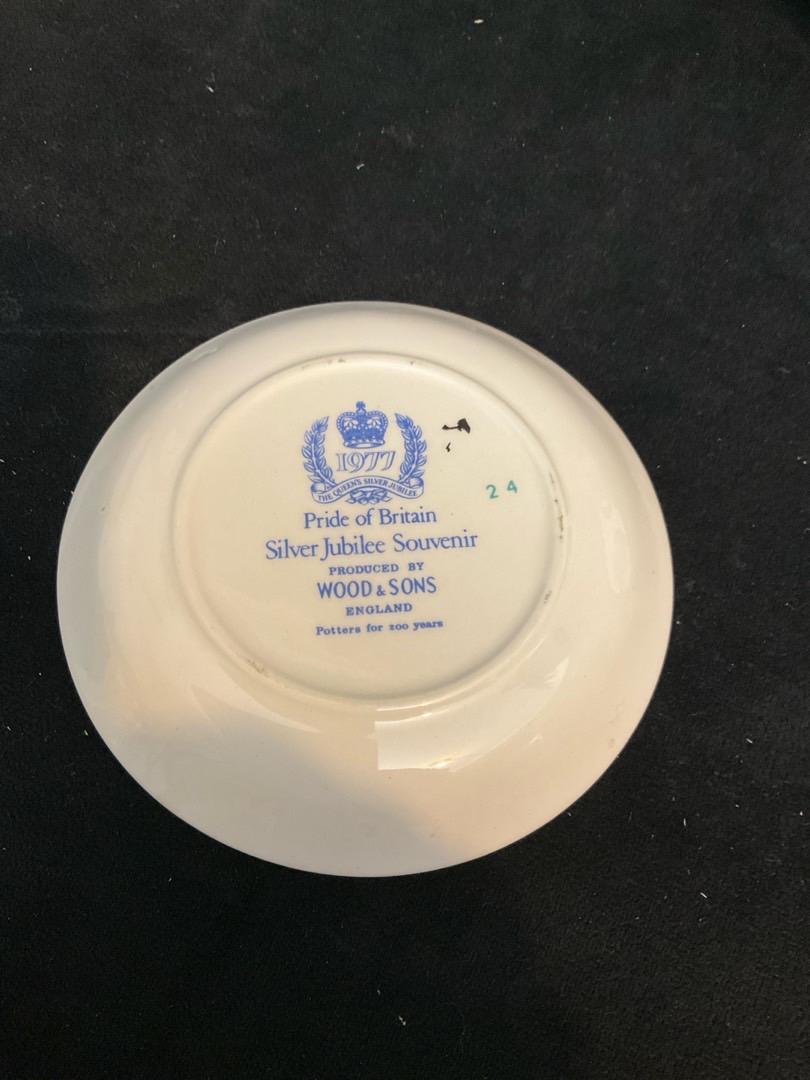 1977
THE QUEEN'S SILVER JUBILEE
24
Pride of Britain
Silver Jubilee Souvenir
PRODUCED BY
WOOD & SONS
ENGLAND
Potters for 200 years